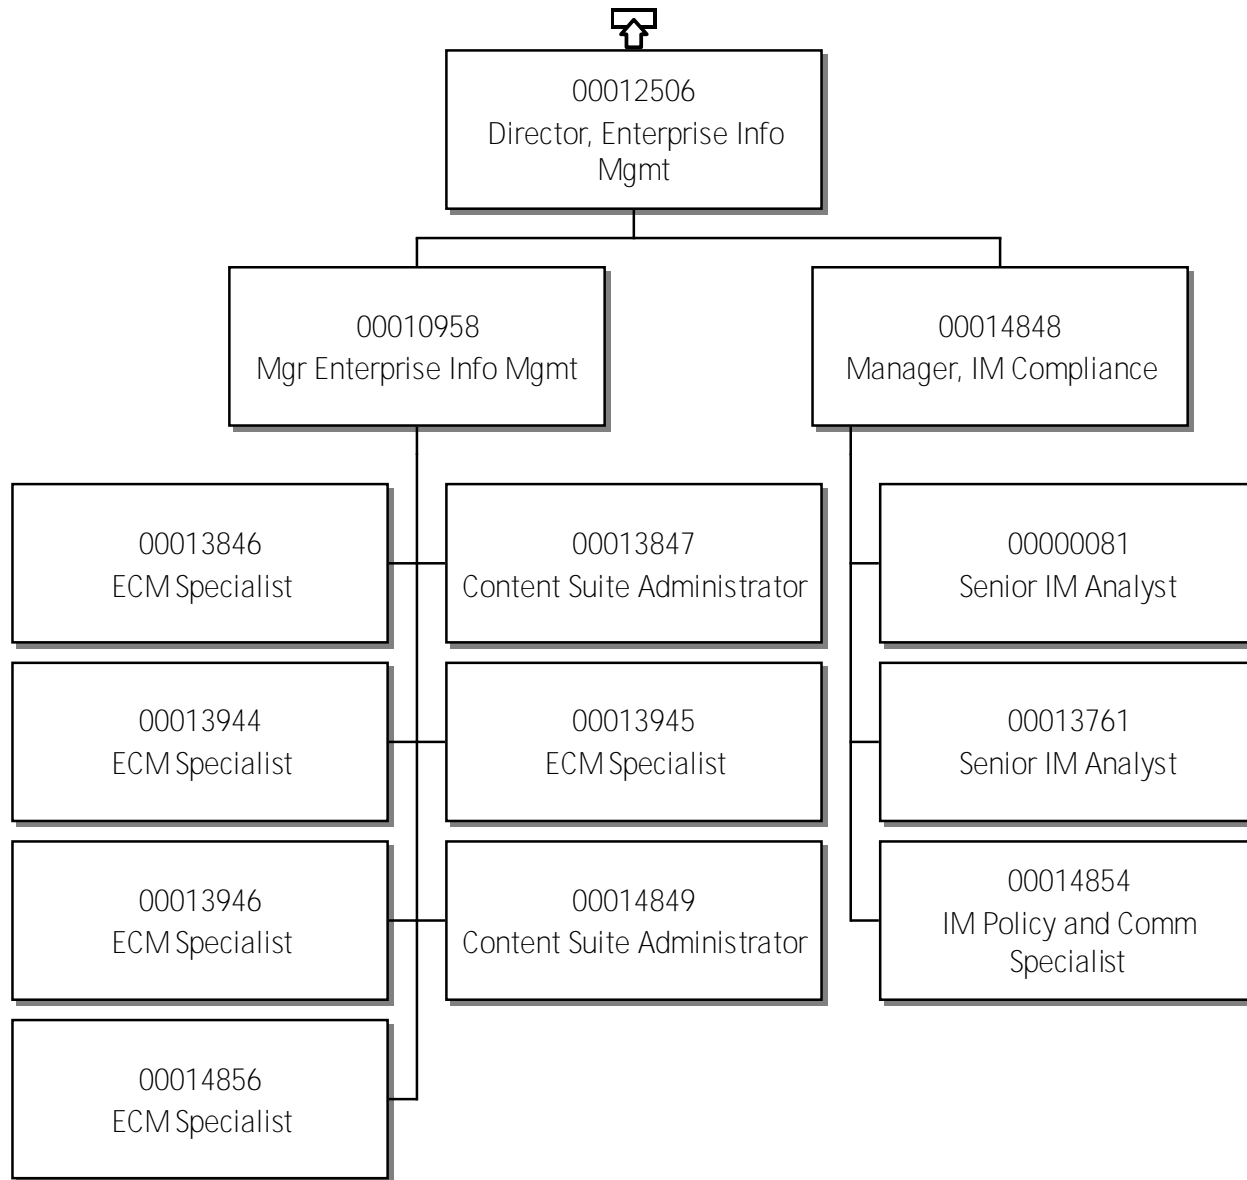 00012506
Director, Enterprise Info
Mgmt
00010958
Mgr Enterprise Info Mgmt
00014848
Manager, IM Compliance
00013846
ECM Specialist
00013847
Content Suite Administrator
00000081
Senior IM Analyst
00013944
ECM Specialist
00013945
ECM Specialist
00013761
Senior IM Analyst
00013946
ECM Specialist
00014849
Content Suite Administrator
00014854
IM Policy and Comm
Specialist
00014856
ECM Specialist